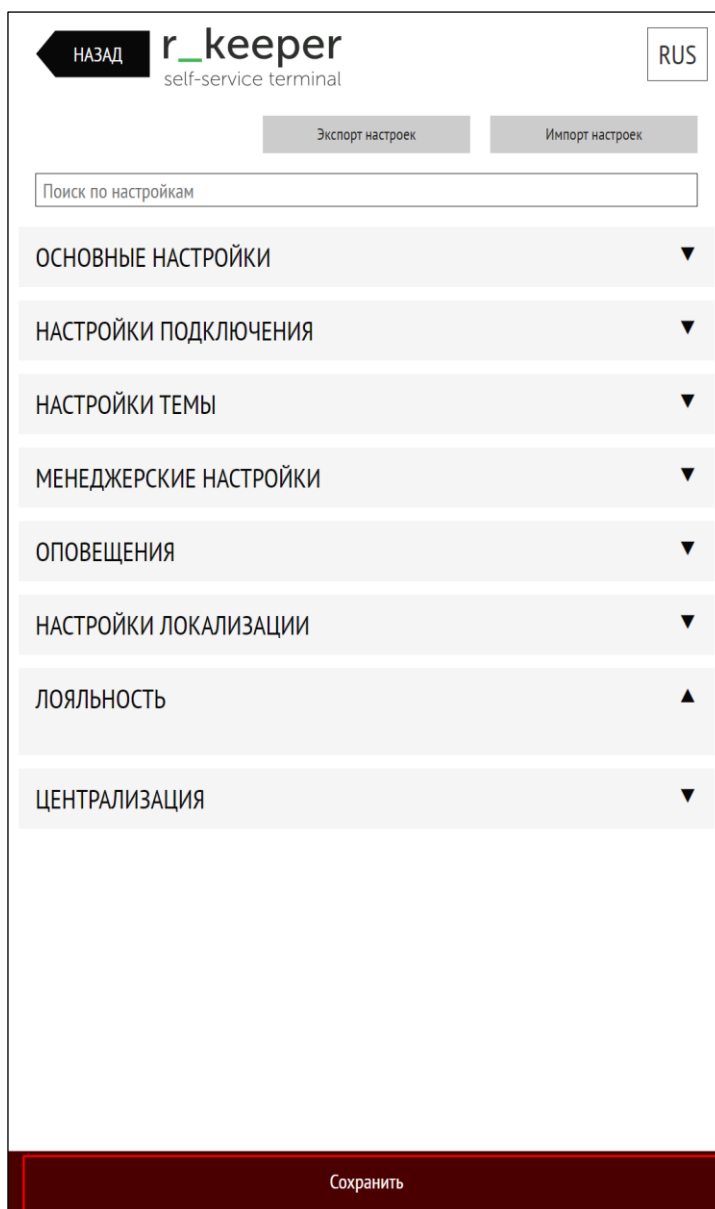 НАЗАД
r_keeper
self-service terminal
RUS
Экспорт настроек
Импорт настроек
Поиск по настройкам
ОСНОВНЫЕ НАСТРОЙКИ
НАСТРОЙКИ ПОДКЛЮЧЕНИЯ
НАСТРОЙКИ ТЕМЫ
МЕНЕДЖЕРСКИЕ НАСТРОЙКИ
ОПОВЕЩЕНИЯ
НАСТРОЙКИ ЛОКАЛИЗАЦИИ
ЛОЯЛЬНОСТЬ
ЦЕНТРАЛИЗАЦИЯ
Сохранить